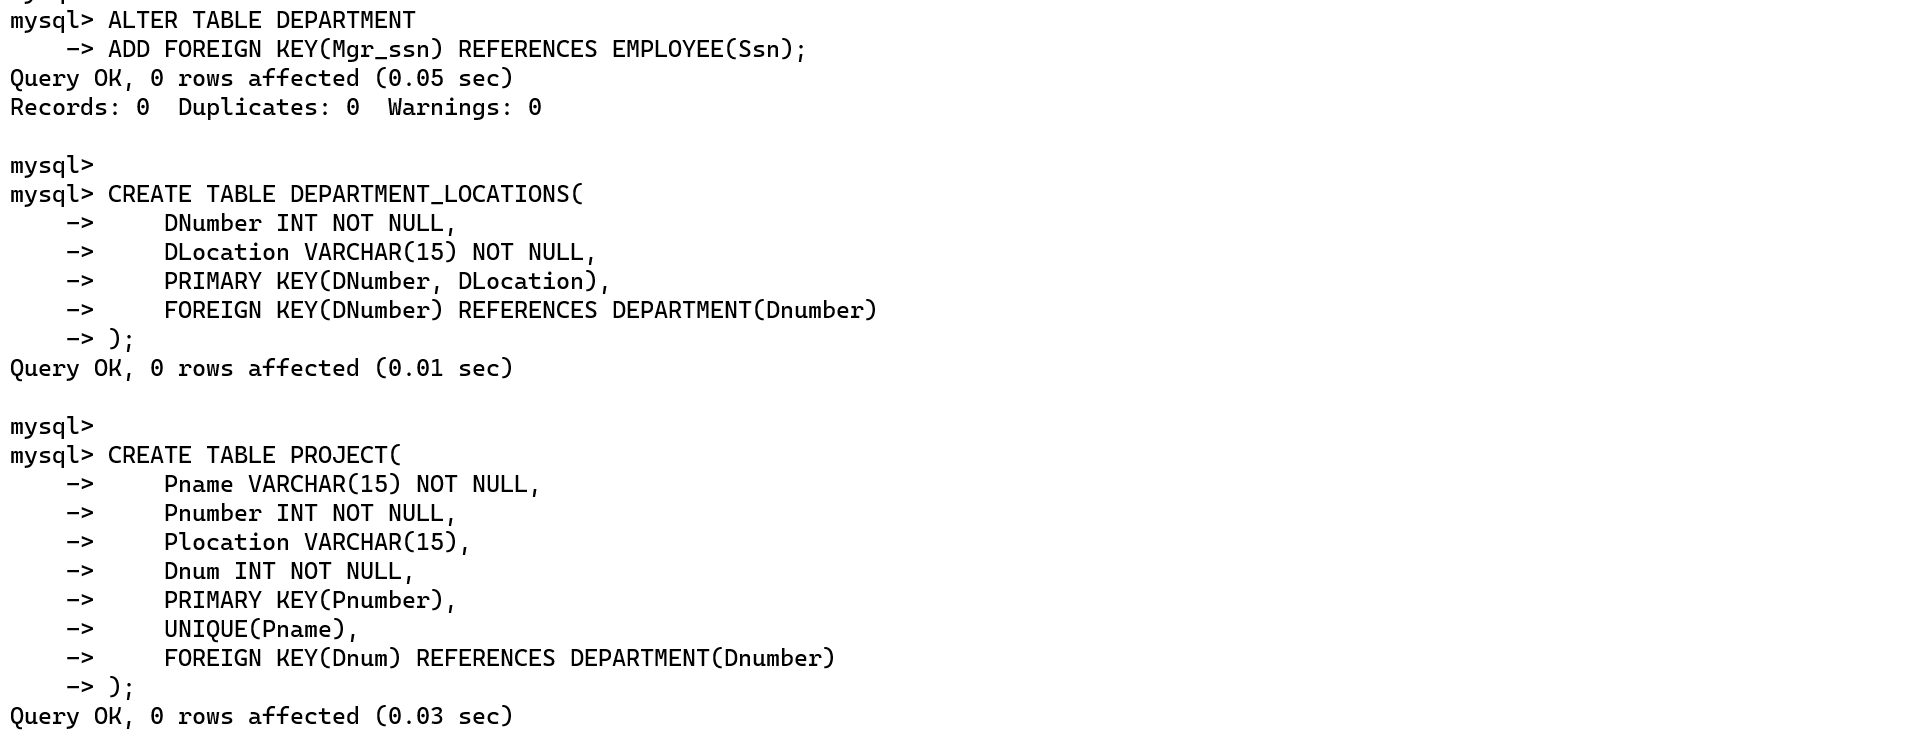 mysql> ALTER TABLE DEPARTMENT
    -> ADD FOREIGN KEY(Mgr_ssn) REFERENCES EMPLOYEE(Ssn);
Query OK, 0 rows affected (0.05 sec)
Records: 0  Duplicates: 0  Warnings: 0

mysql>
mysql> CREATE TABLE DEPARTMENT_LOCATIONS(
    ->     DNumber INT NOT NULL,
    ->     DLocation VARCHAR(15) NOT NULL,
    ->     PRIMARY KEY(DNumber, DLocation),
    ->     FOREIGN KEY(DNumber) REFERENCES DEPARTMENT(Dnumber)
    -> );
Query OK, 0 rows affected (0.01 sec)

mysql>
mysql> CREATE TABLE PROJECT(
    ->     Pname VARCHAR(15) NOT NULL,
    ->     Pnumber INT NOT NULL,
    ->     Plocation VARCHAR(15),
    ->     Dnum INT NOT NULL,
    ->     PRIMARY KEY(Pnumber),
    ->     UNIQUE(Pname),
    ->     FOREIGN KEY(Dnum) REFERENCES DEPARTMENT(Dnumber)
    -> );
Query OK, 0 rows affected (0.03 sec)